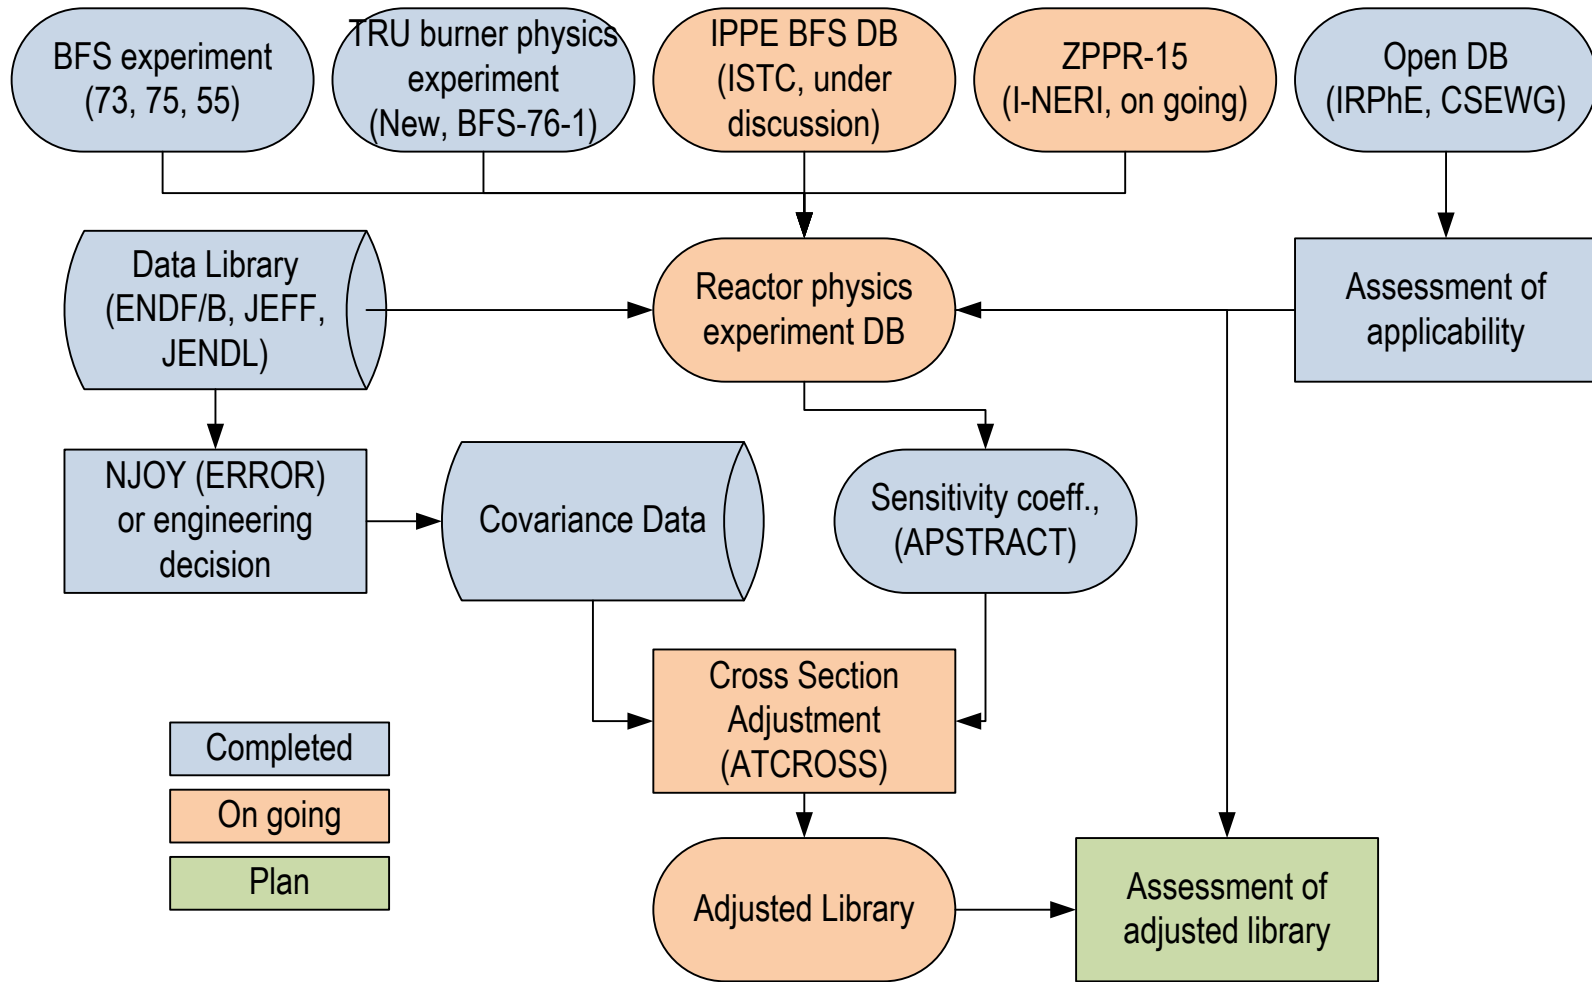 BFS experiment
(73, 75, 55)
TRU burner physics
experiment
(New, BFS-76-1)
IPPE BFS DB
(ISTC, under
discussion)
ZPPR-15
(I-NERI, on going)
Open DB
(IRPhE, CSEWG)
Data Library
(ENDF/B, JEFF,
JENDL)
Reactor physics
experiment DB
Assessment of
applicability
NJOY (ERROR)
or engineering
decision
Covariance Data
Sensitivity coeff.,
(APSTRACT)
Cross Section
Adjustment
(ATCROSS)
Completed
On going
Plan
Adjusted Library
Assessment of
adjusted library